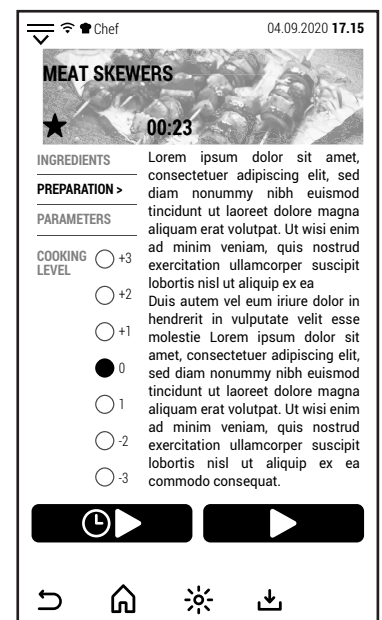 Chef 04.09.2020 17.15
MEAT SKEWERS
00:23
INGREDIENTS
PREPARATION >
PARAMETERS
COOKING
LEVEL
+3
+2
+1
0
1
-2
-3
Lorem ipsum dolor sit amet,
consectetuer adipiscing elit, sed
diam nonummy nibh euismod
tincidunt ut laoreet dolore magna
aliquam erat volutpat. Ut wisi enim
ad minim veniam, quis nostrud
exercitation ullamcorper suscipit
lobortis nisl ut aliquip ex ea
Duis autem vel eum iriure dolor in
hendrerit in vulputate velit esse
molestie Lorem ipsum dolor sit
amet, consectetuer adipiscing elit,
sed diam nonummy nibh euismod
tincidunt ut laoreet dolore magna
aliquam erat volutpat. Ut wisi enim
ad minim veniam, quis nostrud
exercitation ullamcorper suscipit
lobortis nisl ut aliquip ex ea
commodo consequat.